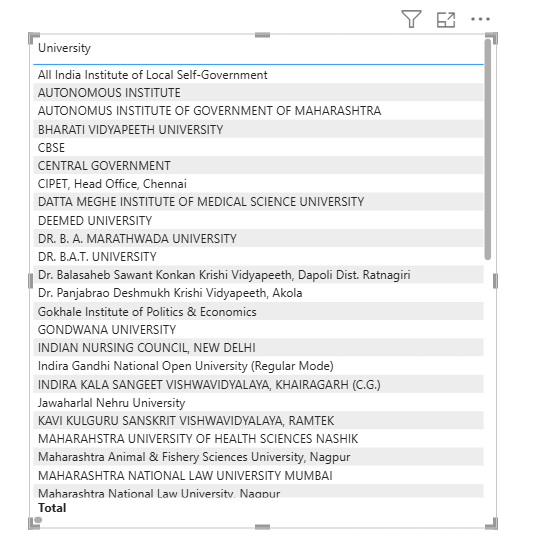 University
All India Institute of Local Self-Government
AUTONOMOUS INSTITUTE
AUTONOMUS INSTITUTE OF GOVERNMENT OF MAHARASHTRA
BHARATI VIDYAPEETH UNIVERSITY
CBSE
CENTRAL GOVERNMENT
CIPET, Head Office, Chennai
DATTA MEGHE INSTITUTE OF MEDICAL SCIENCE UNIVERSITY
DEEMED UNIVERSITY
DR. B. A. MARATHWADA UNIVERSITY
DR. B.A.T. UNIVERSITY
Dr. Balasaheb Sawant Konkan Krishi Vidyapeeth, Dapoli Dist. Ratnagiri
Dr. Panjabrao Deshmukh Krishi Vidyapeeth, Akola
Gokhale Institute of Politics & Economics
GONDWANA UNIVERSITY
INDIAN NURSING COUNCIL, NEW DELHI
Indira Gandhi National Open University (Regular Mode)
INDIRA KALA SANGEET VISHWAVIDYALAYA, KHAIRAGARH (C.G.)
Jawaharlal Nehru University
KAVI KULGURU SANSKRIT VISHWAVIDYALAYA, RAMTEK
MAHARAHSTRA UNIVERSITY OF HEALTH SCIENCES NASHIK
Maharashtra Animal & Fishery Sciences University, Nagpur
MAHARASHTRA NATIONAL LAW UNIVERSITY MUMBAI
Maharashtra National Law University, Nagpur
Total